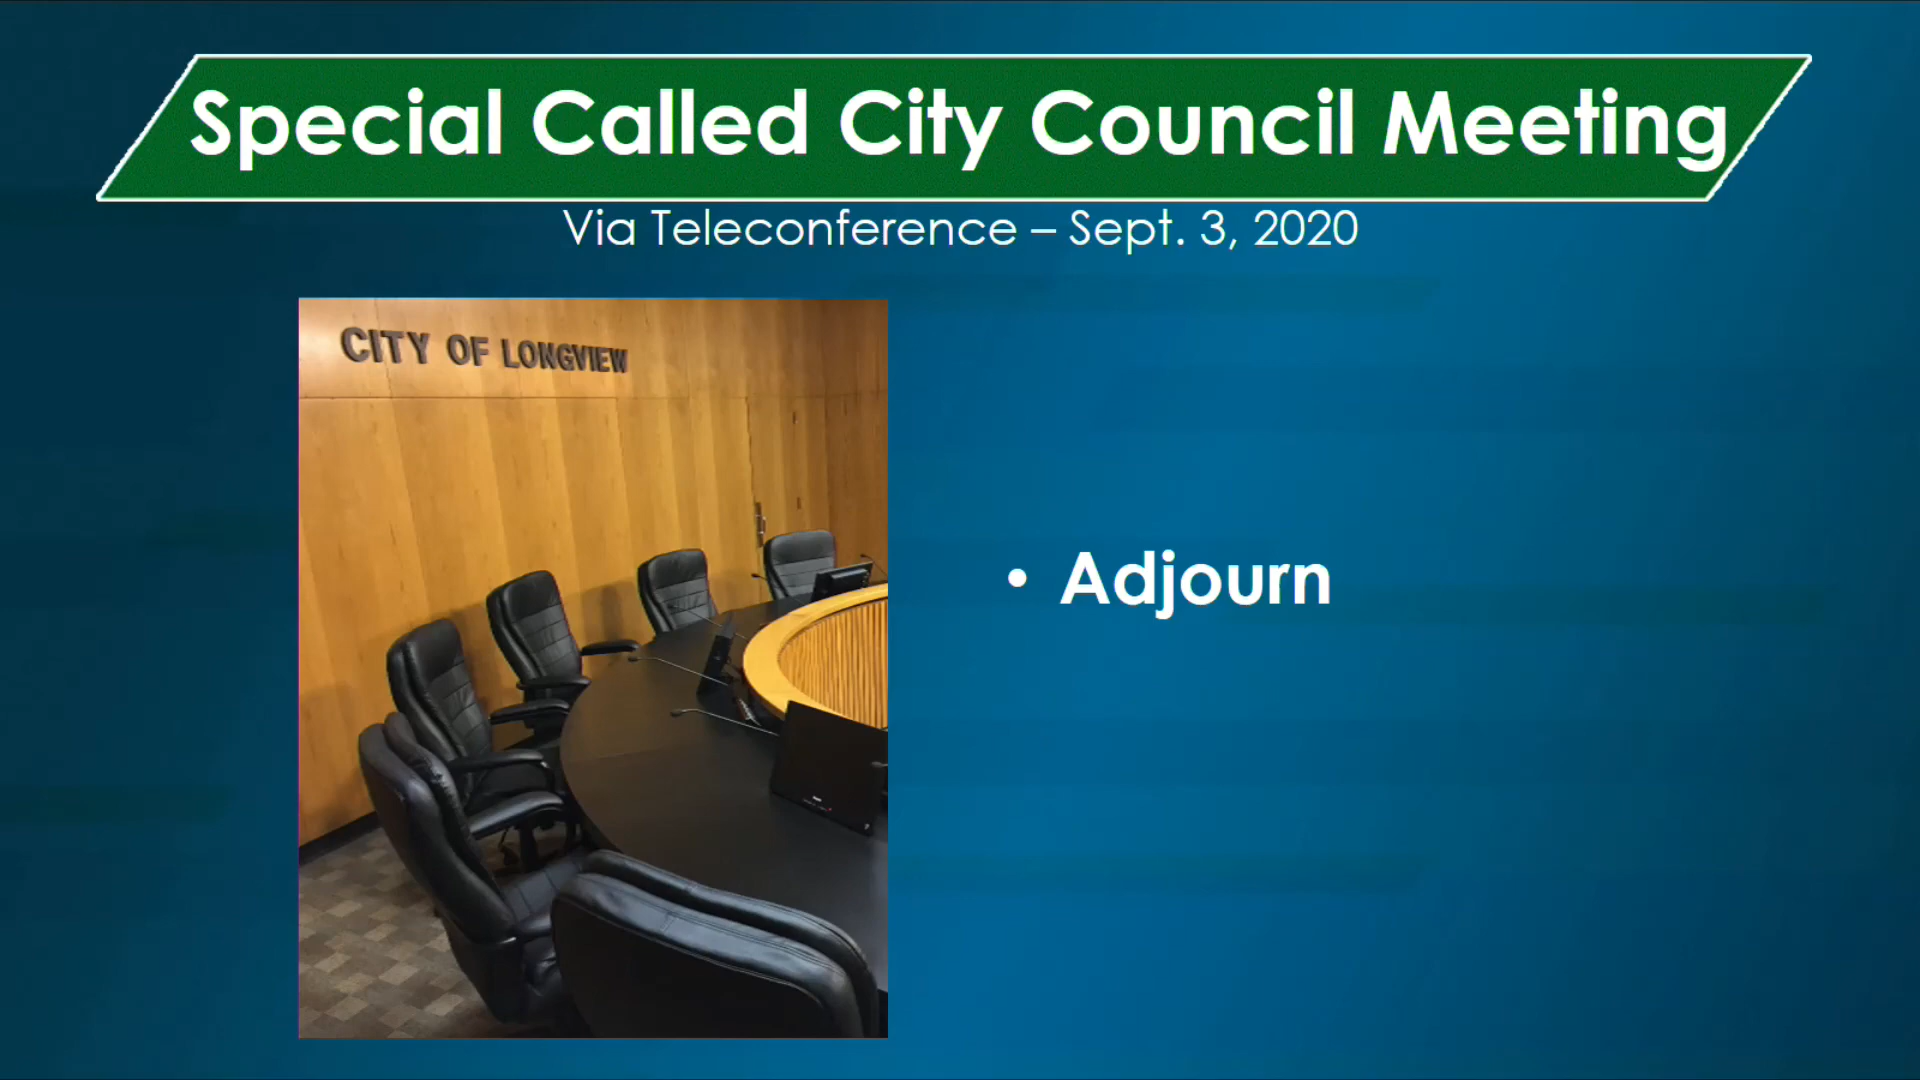 Special Called City Council Meeting
Via Teleconference – Sept. 3, 2020
CITY OF LONGVIEW
• Adjourn